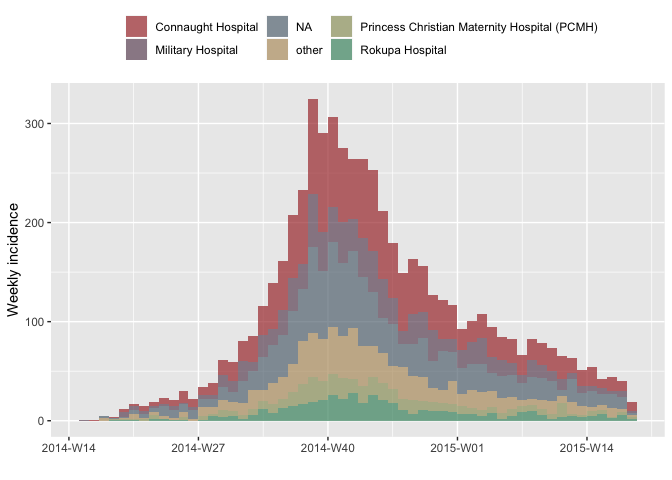 Connaught Hospital NA Princess Christian Maternity Hospital (PCMH)
Military Hospital other Rokupa Hospital
Weekly incidence
300
200
100
0
2014-W14 2014-W27 2014-W40 2015-W01 2015-W14